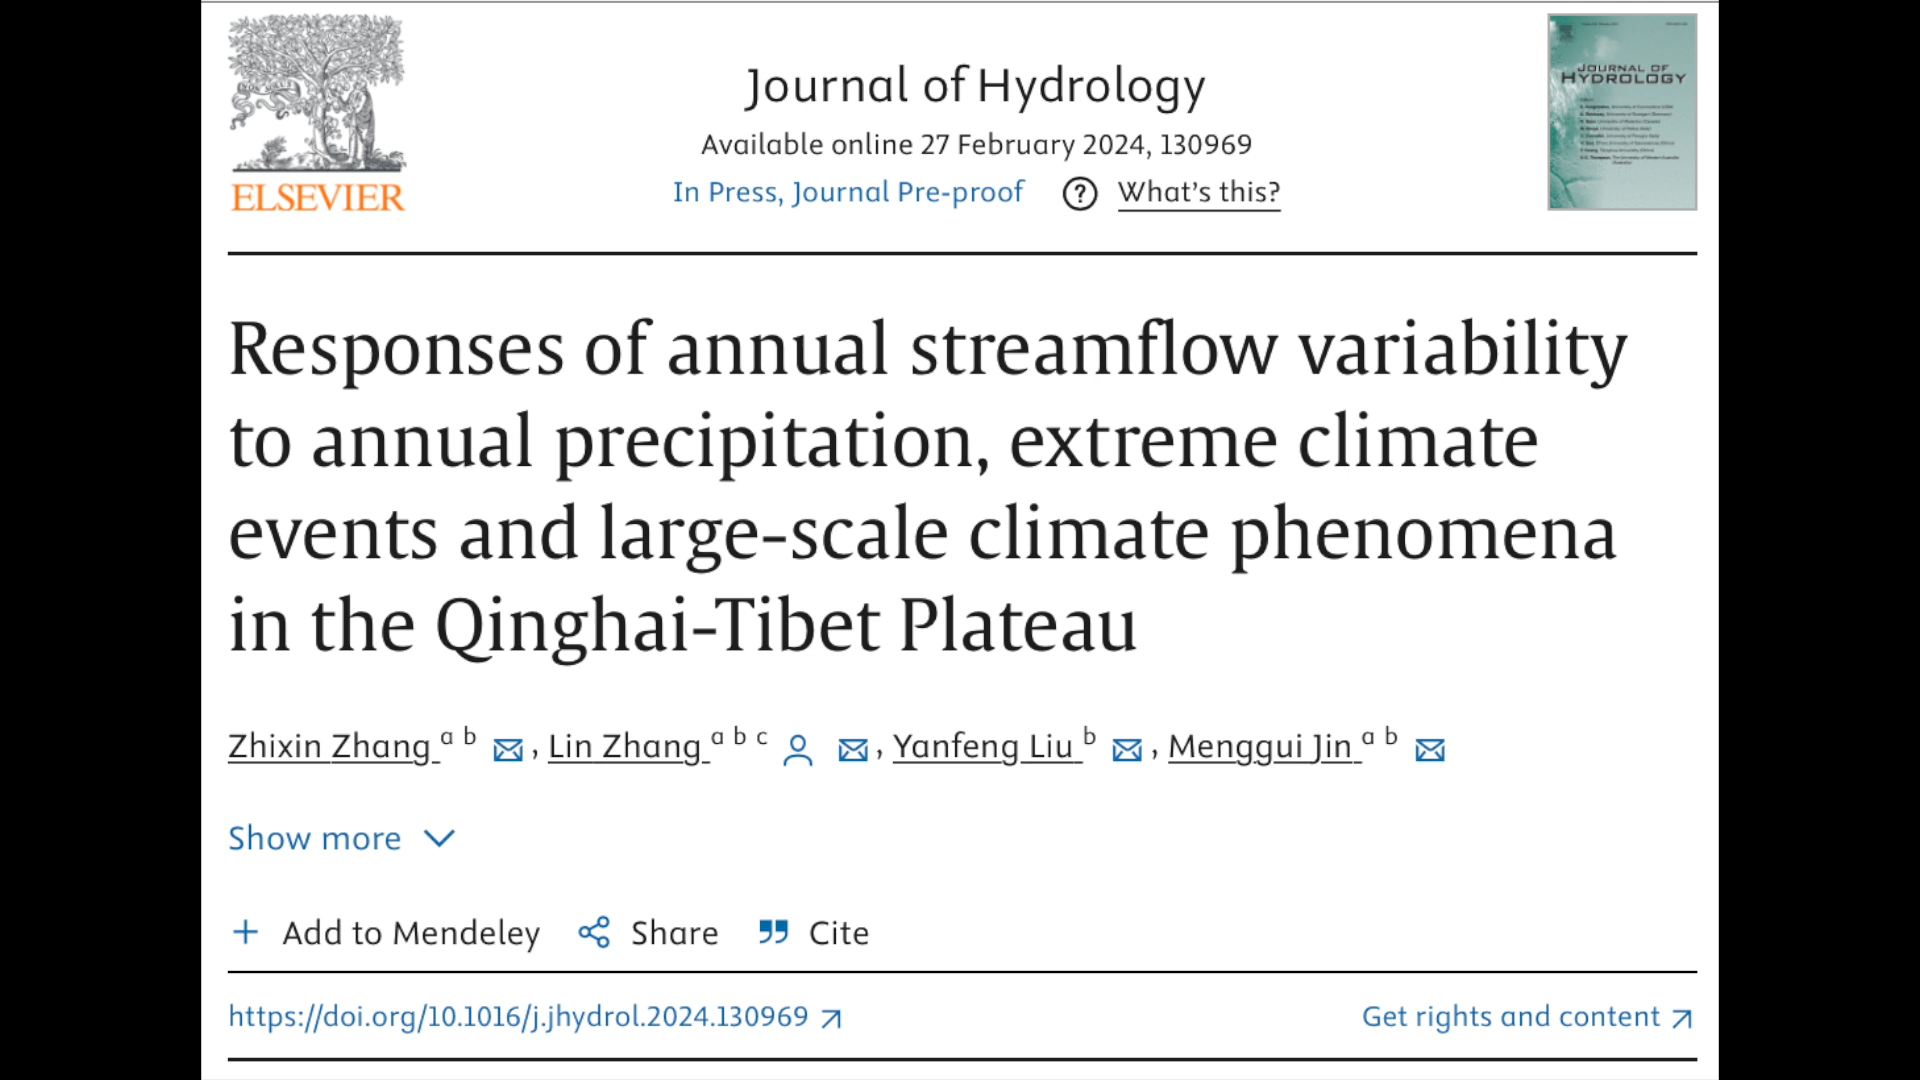 ELSEVIER
Journal of Hydrology
Available online 27 February 2024, 130969
In Press, Journal Pre-proof ? What's this?
JOURNAL OF
HYDROLOGY
Responses of annual streamflow variability
to annual precipitation, extreme climate
events and large-scale climate phenomena
in the Qinghai-Tibet Plateau
Zhixin Zhang a b, Lin Zhang a b c, Yanfeng Liu b, Menggui Jin a b
Show more
+ Add to Mendeley Share Cite
https://doi.org/10.1016/j.jhydrol.2024.130969
Get rights and content